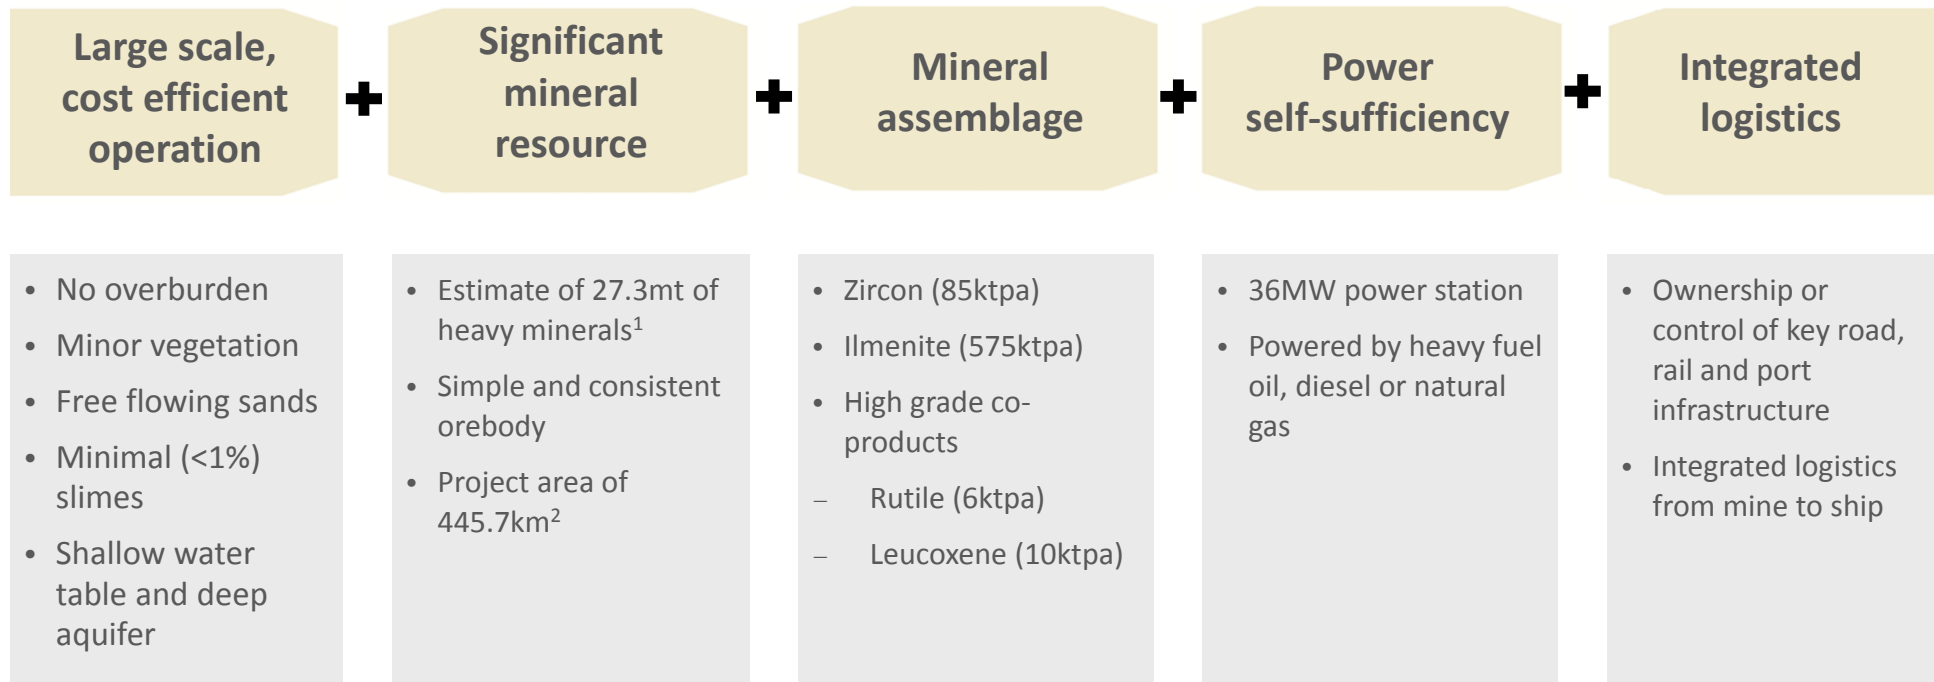 Large scale,
cost efficient
operation
Significant
mineral
resource
Mineral
assemblage
Power
self-sufficiency
Integrated
logistics
• No overburden
• Minor vegetation
• Free flowing sands
• Minimal (<1%)
slimes
• Shallow water
table and deep
aquifer
• Estimate of 27.3mt of
heavy minerals¹
• Simple and consistent
orebody
• Project area of
445.7km²
• Zircon (85ktpa)
• Ilmenite (575ktpa)
• High grade co-
products
– Rutile (6ktpa)
– Leucoxene (10ktpa)
• 36MW power station
• Powered by heavy fuel
oil, diesel or natural
gas
• Ownership or
control of key road,
rail and port
infrastructure
• Integrated logistics
from mine to ship